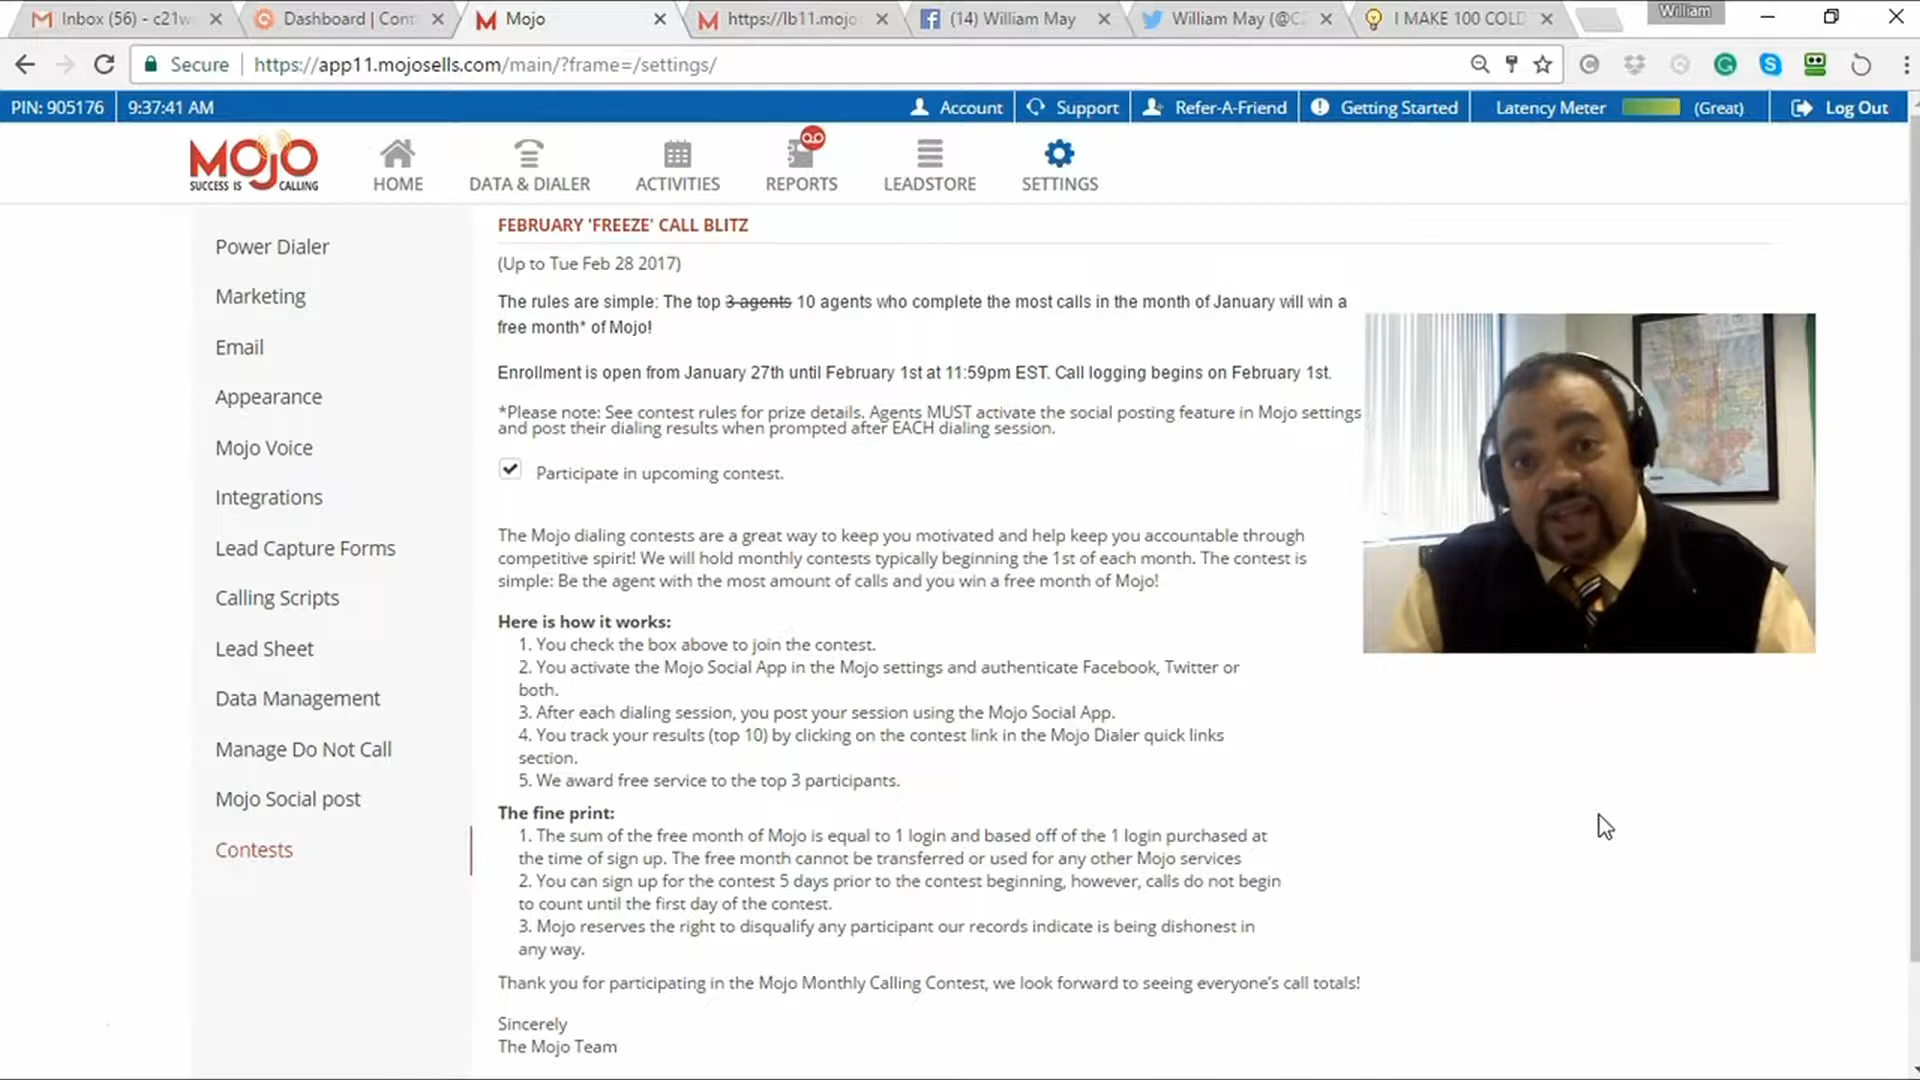 Inbox (56) - c21w
Dashboard | Cont
Mojo
https://lb11.mojo
(14) William May
William May (@C
I MAKE 100 COLD
William
Secure
https://app11.mojosells.com/main/?frame=/settings/
PIN: 905176
9:37:41 AM
Account
Support
Refer-A-Friend
Getting Started
Latency Meter
(Great)
Log Out
MOJO
SUCCESS IS CALLING
HOME
DATA & DIALER
ACTIVITIES
REPORTS
LEADSTORE
SETTINGS
Power Dialer
Marketing
Email
Appearance
Mojo Voice
Integrations
Lead Capture Forms
Calling Scripts
Lead Sheet
Data Management
Manage Do Not Call
Mojo Social post
Contests
FEBRUARY 'FREEZE' CALL BLITZ
(Up to Tue Feb 28 2017)
The rules are simple: The top 3 agents 10 agents who complete the most calls in the month of January will win a
free month* of Mojo!
Enrollment is open from January 27th until February 1st at 11:59pm EST. Call logging begins on February 1st.
*Please note: See contest rules for prize details. Agents MUST activate the social posting feature in Mojo settings
and post their dialing results when prompted after EACH dialing session.
Participate in upcoming contest.
The Mojo dialing contests are a great way to keep you motivated and help keep you accountable through
competitive spirit! We will hold monthly contests typically beginning the 1st of each month. The contest is
simple: Be the agent with the most amount of calls and you win a free month of Mojo!
Here is how it works:
1. You check the box above to join the contest.
2. You activate the Mojo Social App in the Mojo settings and authenticate Facebook, Twitter or
both.
3. After each dialing session, you post your session using the Mojo Social App.
4. You track your results (top 10) by clicking on the contest link in the Mojo Dialer quick links
section.
5. We award free service to the top 3 participants.
The fine print:
1. The sum of the free month of Mojo is equal to 1 login and based off of the 1 login purchased at
the time of sign up. The free month cannot be transferred or used for any other Mojo services
2. You can sign up for the contest 5 days prior to the contest beginning, however, calls do not begin
to count until the first day of the contest.
3. Mojo reserves the right to disqualify any participant our records indicate is being dishonest in
any way.
Thank you for participating in the Mojo Monthly Calling Contest, we look forward to seeing everyone's call totals!
Sincerely
The Mojo Team